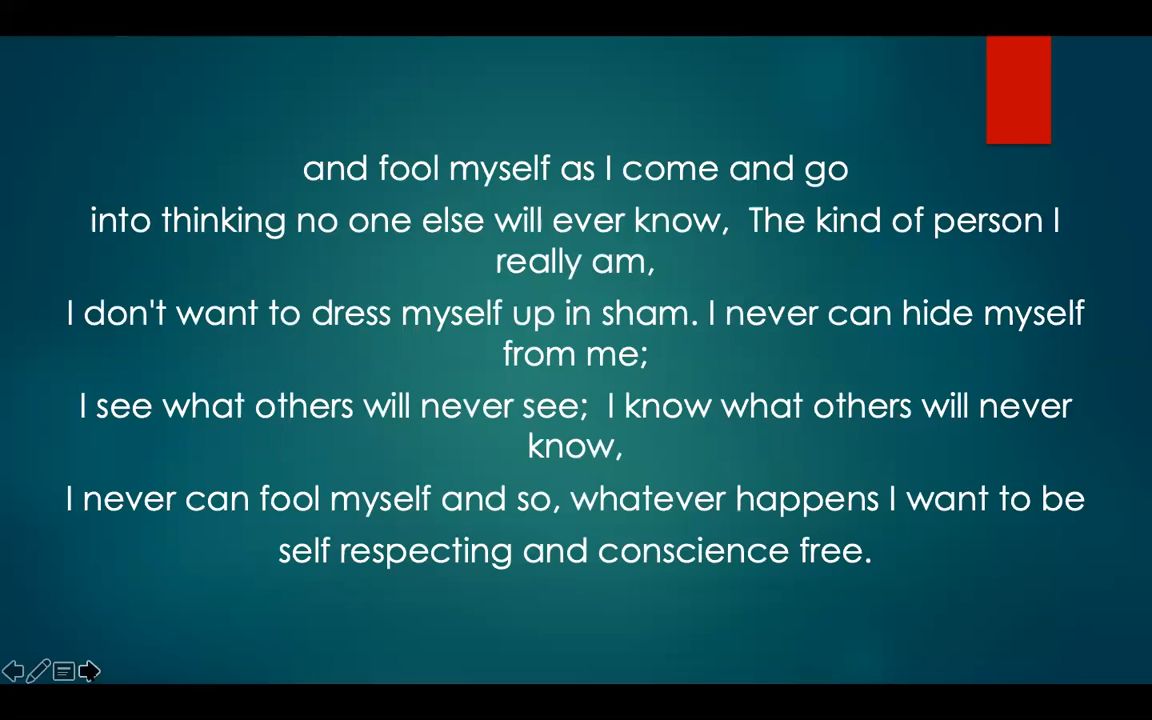 and fool myself as I come and go
into thinking no one else will ever know,  The kind of person I
really am,
I don't want to dress myself up in sham. I never can hide myself
from me;
I see what others will never see;  I know what others will never
know,
I never can fool myself and so, whatever happens I want to be
self respecting and conscience free.